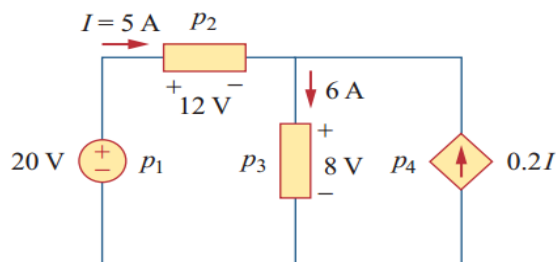 I = 5 A p₂
+ 12 V −
6 A
20 V + − p₁
p₃ + 8 V −
p₄ 0.2I